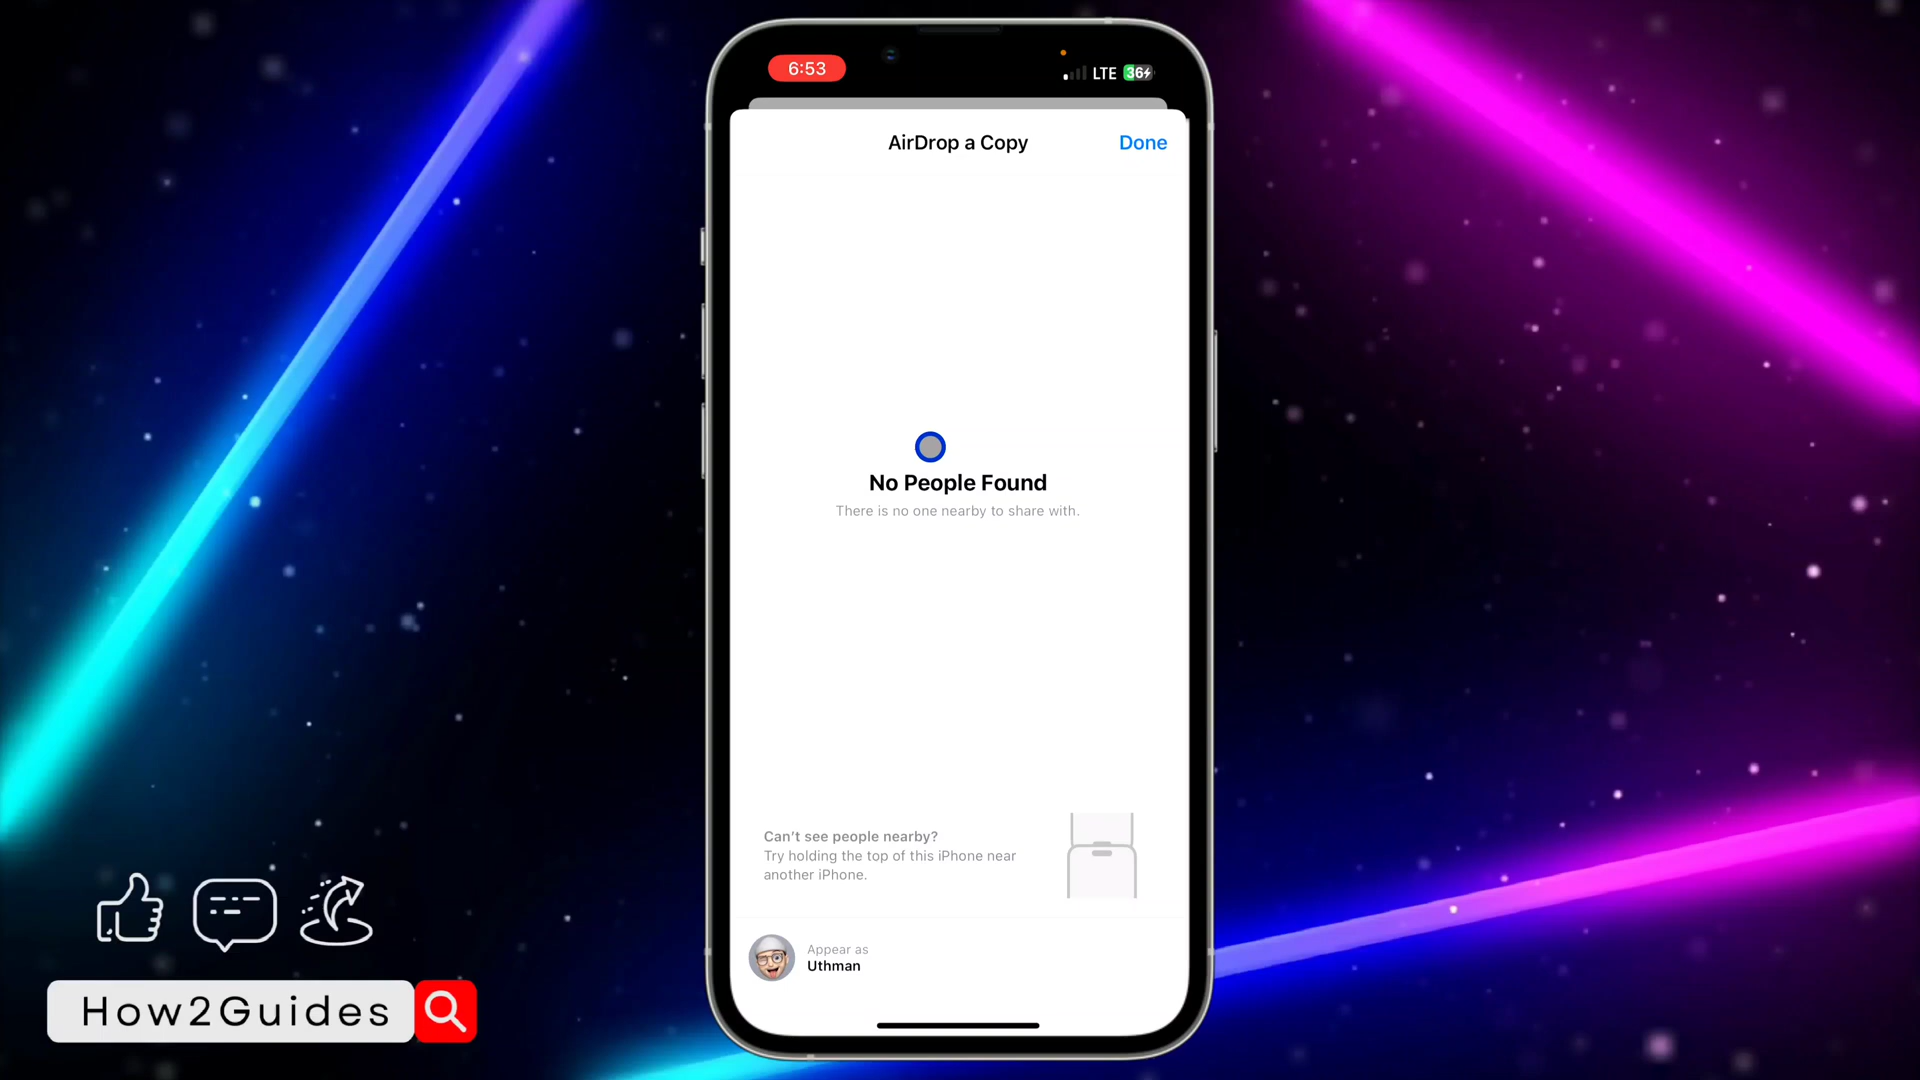 6:53
LTE 36
AirDrop a Copy
Done
No People Found
There is no one nearby to share with.
Can't see people nearby?
Try holding the top of this iPhone near
another iPhone.
Appear as
Uthman
How2Guides